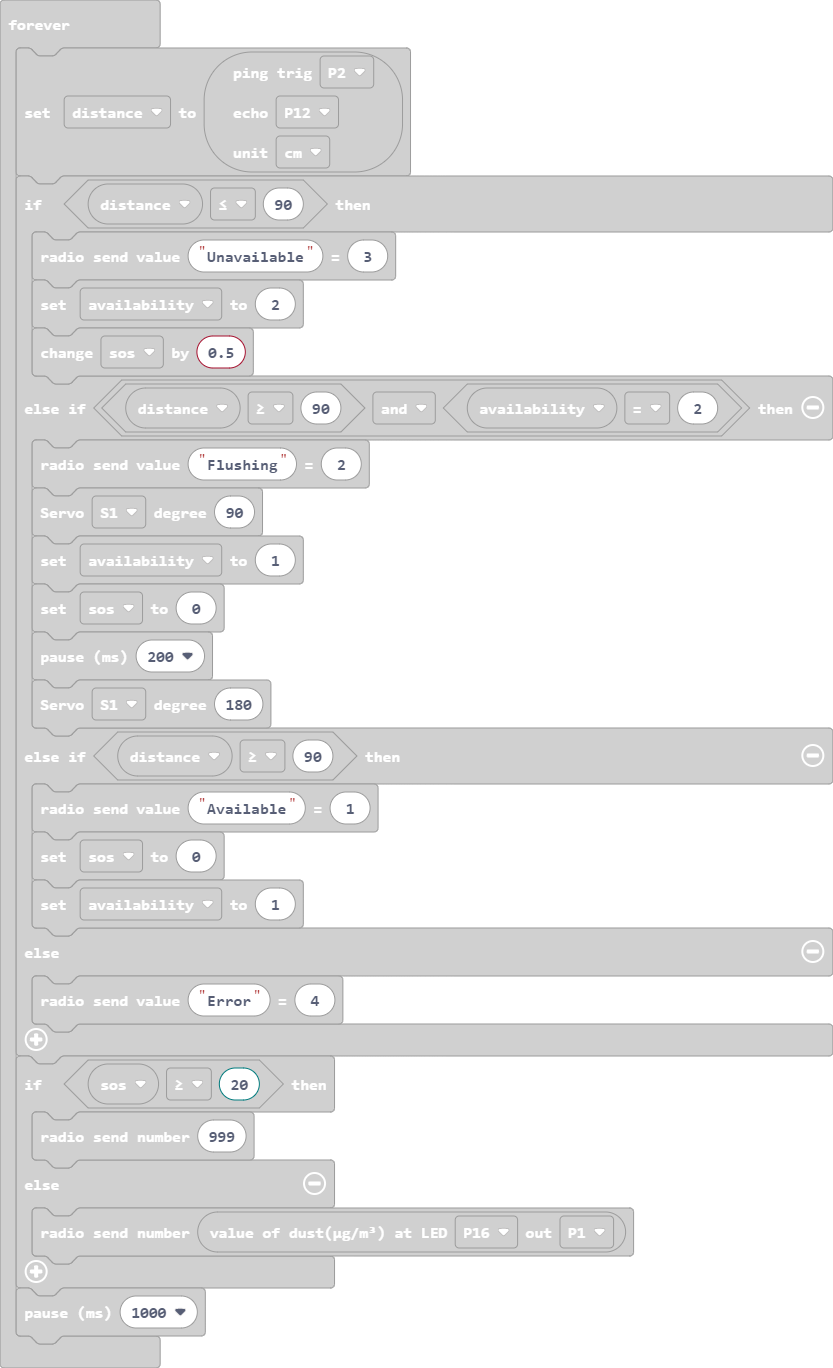 forever
ping trig P2
set distance to echo P12
unit cm
if distance ≤ 90 then
radio send value "Unavailable" = 3
set availability to 2
change sos by 0.5
else if distance ≥ 90 and availability = 2 then
radio send value "Flushing" = 2
Servo S1 degree 90
set availability to 1
set sos to 0
pause (ms) 200
Servo S1 degree 180
else if distance ≥ 90 then
radio send value "Available" = 1
set sos to 0
set availability to 1
else
radio send value "Error" = 4
if sos ≥ 20 then
radio send number 999
else
radio send number value of dust(μg/m³) at LED P16 out P1
pause (ms) 1000